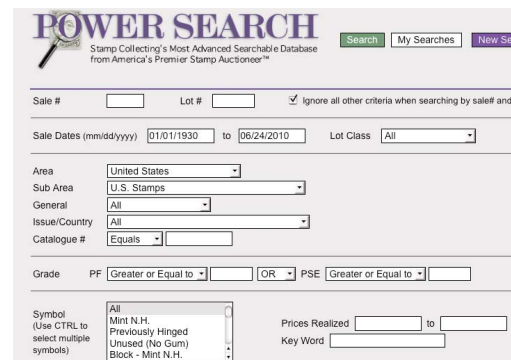 POWER SEARCH
Stamp Collecting's Most Advanced Searchable Database
from America's Premier Stamp Auctioneer™
Search My Searches New Se
Sale # Lot # Ignore all other criteria when searching by sale# and
Sale Dates (mm/dd/yyyy) 01/01/1930 to 06/24/2010 Lot Class All
Area United States
Sub Area U.S. Stamps
General All
Issue/Country All
Catalogue # Equals
Grade PF Greater or Equal to OR PSE Greater or Equal to
Symbol
(Use CTRL to
select multiple
symbols)
All
Mint N.H.
Previously Hinged
Unused (No Gum)
Block - Mint N.H.
Prices Realized to
Key Word